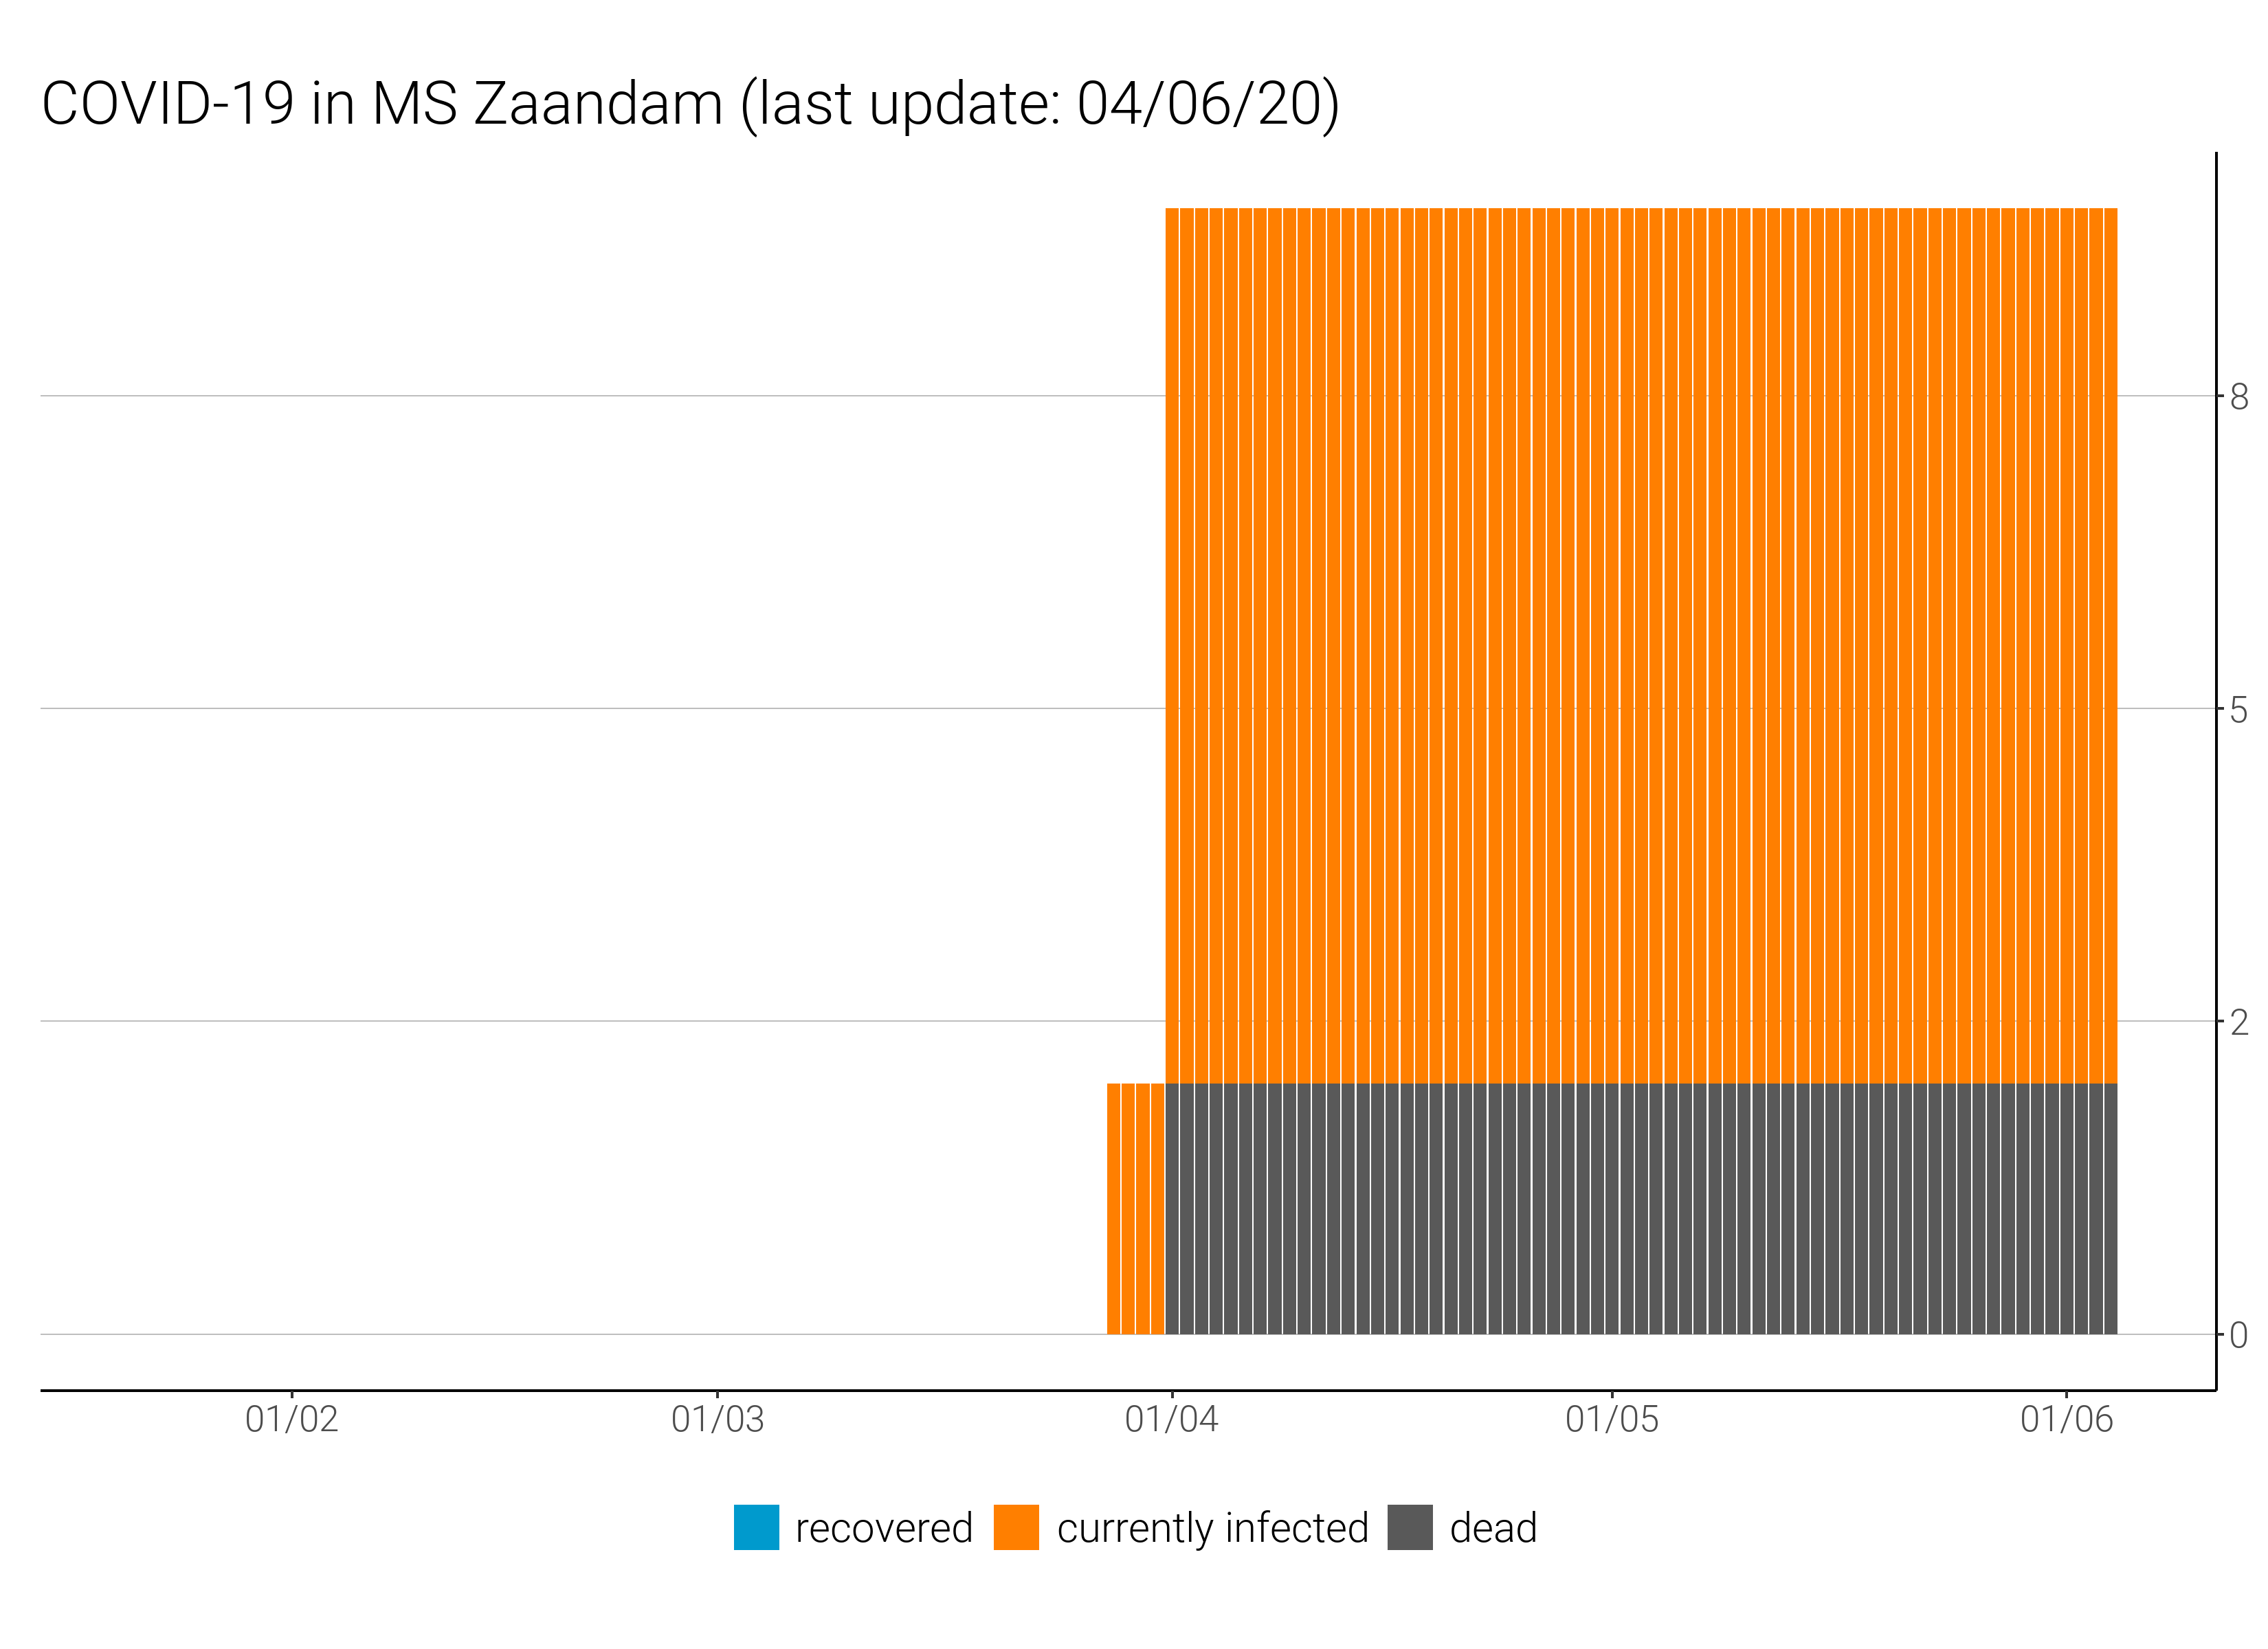 COVID-19 in MS Zaandam (last update: 04/06/20)
8
5
2
0
01/02 01/03 01/04 01/05 01/06
recovered currently infected dead